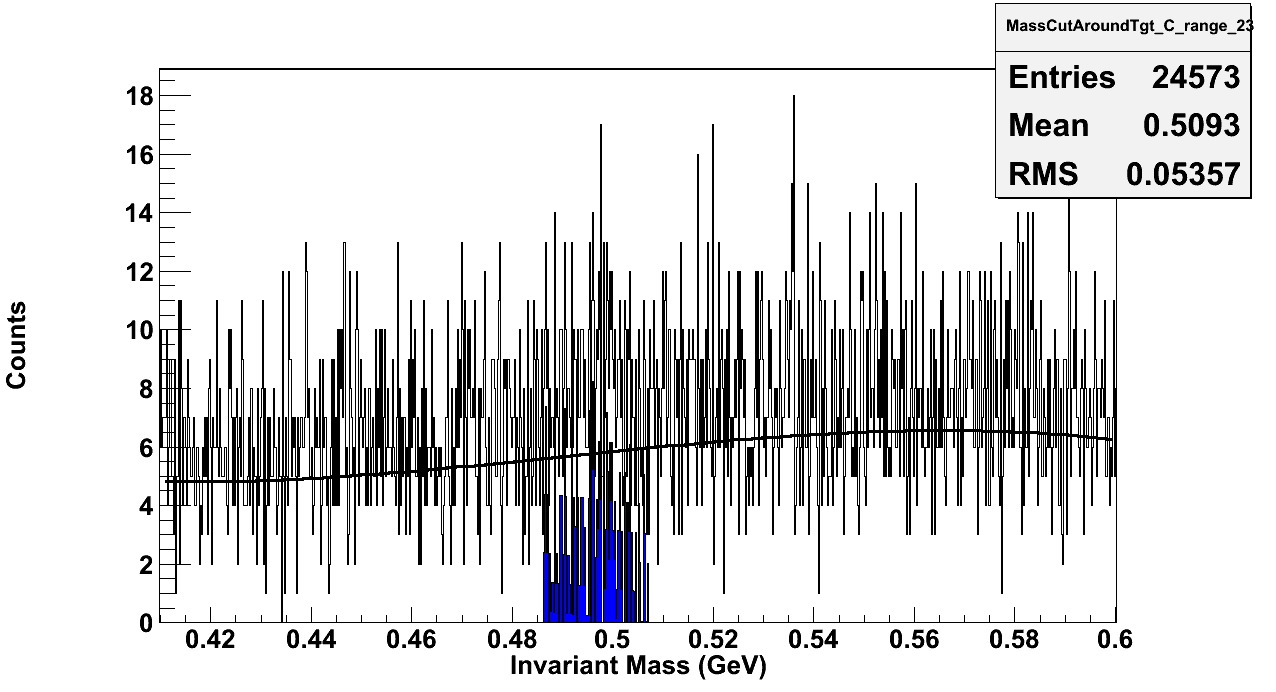 MassCutAroundTgt_C_range_23
Entries 24573
Mean 0.5093
RMS 0.05357
Counts
18
16
14
12
10
8
6
4
2
0
0.42 0.44 0.46 0.48 0.5 0.52 0.54 0.56 0.58 0.6
Invariant Mass (GeV)